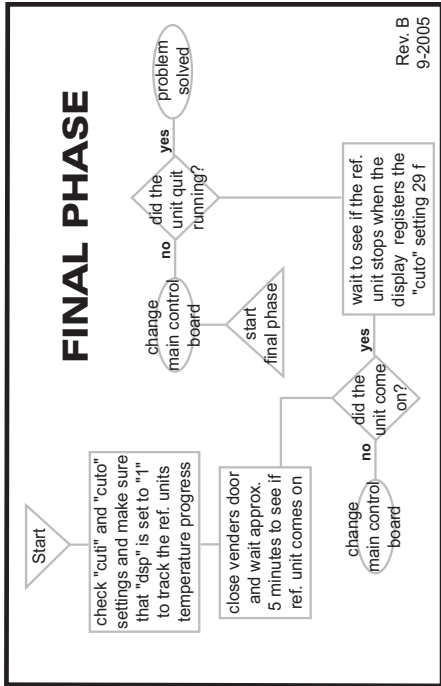 FINAL PHASE
Start
check "cuti" and "cuto"
settings and make sure
that "dsp" is set to "1"
to track the ref. units
temperature progress
close venders door
and wait approx.
5 minutes to see if
ref. unit comes on
did the
unit come
on?
no
change
main control
board
yes
wait to see if the ref.
unit stops when the
display registers the
"cuto" setting 29 f
did the
unit quit
running?
no
change
main control
board
start
final phase
yes
problem
solved
Rev. B
9-2005